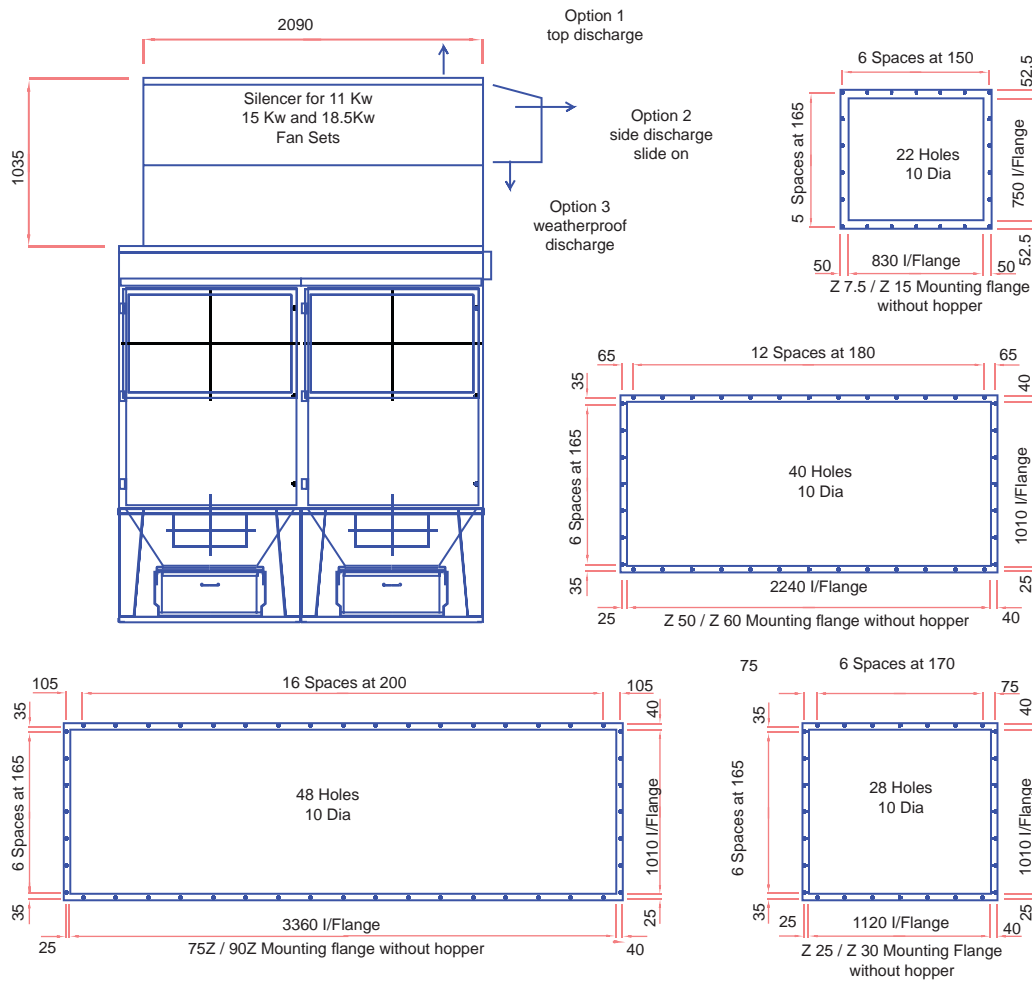 2090
Option 1
top discharge
Silencer for 11 Kw
15 Kw and 18.5Kw
Fan Sets
1035
Option 2
side discharge
slide on
Option 3
weatherproof
discharge
6 Spaces at 150
52.5
5 Spaces at 165
22 Holes
10 Dia
750 I/Flange
52.5
50
830 I/Flange
50
Z 7.5 / Z 15 Mounting flange
without hopper
65
12 Spaces at 180
65
35
40
6 Spaces at 165
40 Holes
10 Dia
1010 I/Flange
35
25
2240 I/Flange
25
40
Z 50 / Z 60 Mounting flange without hopper
105
16 Spaces at 200
105
35
40
6 Spaces at 165
48 Holes
10 Dia
1010 I/Flange
35
25
3360 I/Flange
25
40
75Z / 90Z Mounting flange without hopper
75
6 Spaces at 170
75
35
40
6 Spaces at 165
28 Holes
10 Dia
1010 I/Flange
35
25
25
1120 I/Flange
40
Z 25 / Z 30 Mounting Flange
without hopper